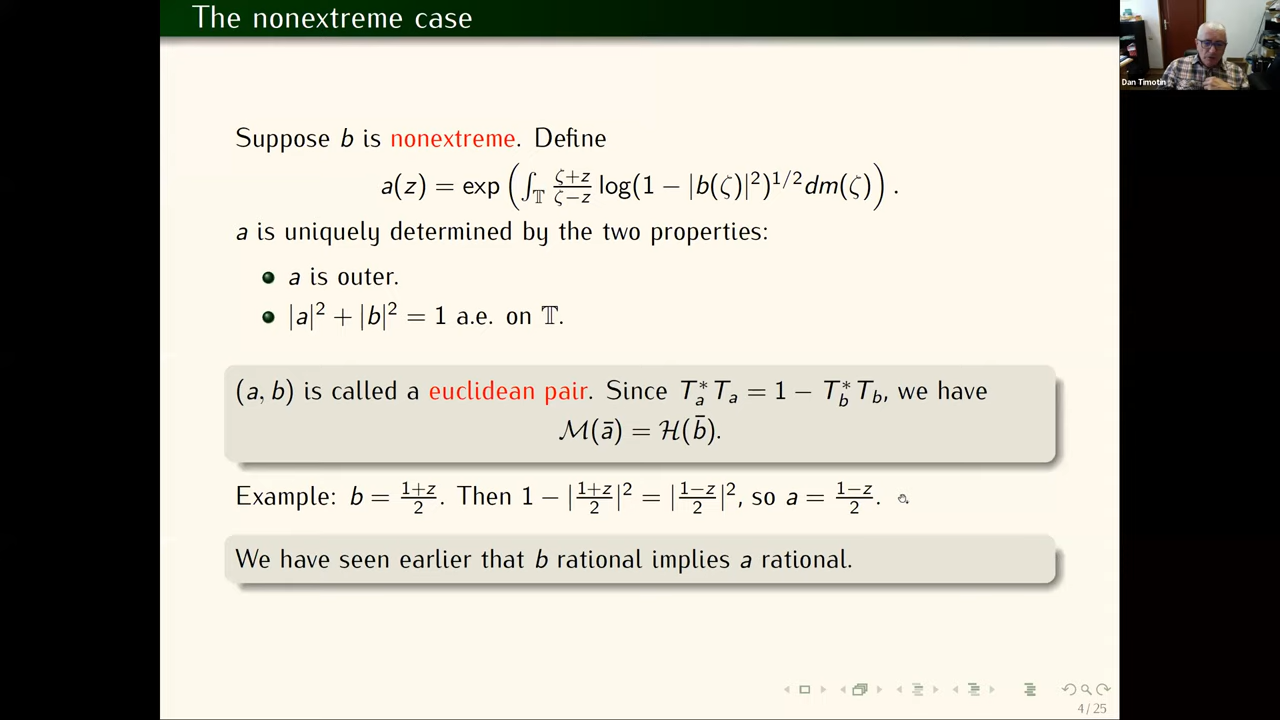 The nonextreme case
Dan Timotin
Suppose b is nonextreme. Define
a(z) = exp ( ∫_𝕋 (ζ+z)/(ζ−z) log(1 − |b(ζ)|²)^{1/2} dm(ζ) ) .
a is uniquely determined by the two properties:
a is outer.
|a|² + |b|² = 1 a.e. on 𝕋.
(a, b) is called a euclidean pair. Since T_a^* T_a = 1 − T_b^* T_b, we have
ℳ(ā) = ℋ(b̄).
Example: b = (1+z)/2. Then 1 − |(1+z)/2|² = |(1−z)/2|², so a = (1−z)/2.
We have seen earlier that b rational implies a rational.
4 / 25